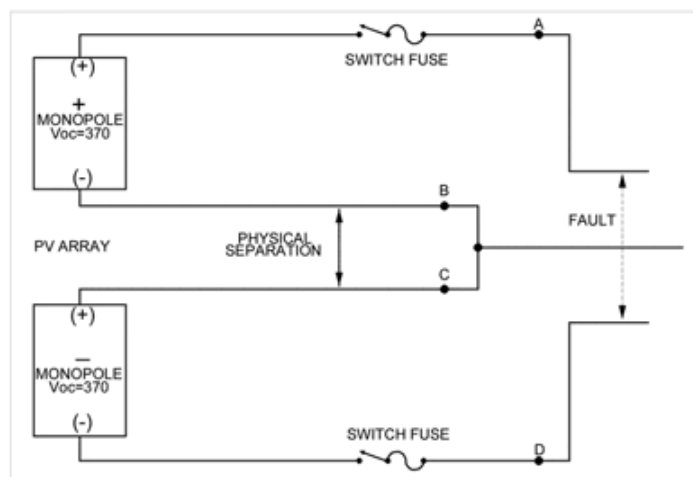 A
SWITCH FUSE
(+)
+
MONOPOLE
Voc=370
(-)
B
PHYSICAL
SEPARATION
FAULT
PV ARRAY
C
(+)
–
MONOPOLE
Voc=370
(-)
SWITCH FUSE
D